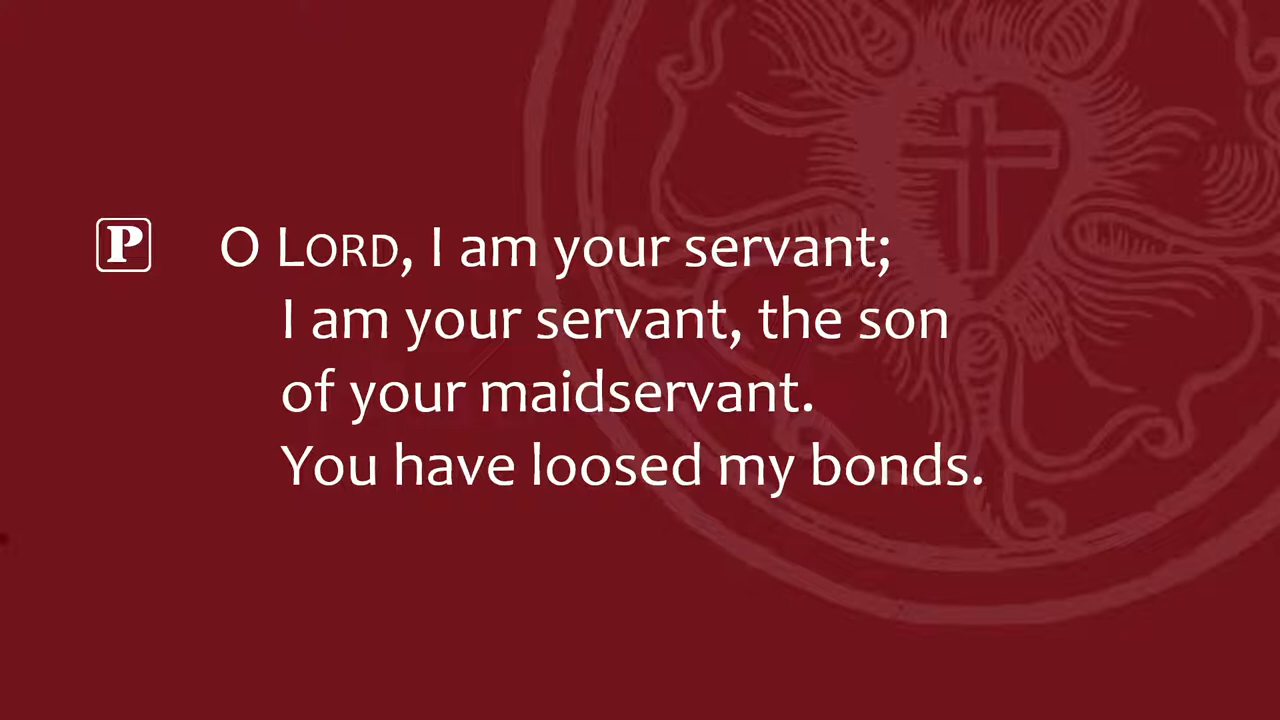 P O LORD, I am your servant;
I am your servant, the son
of your maidservant.
You have loosed my bonds.